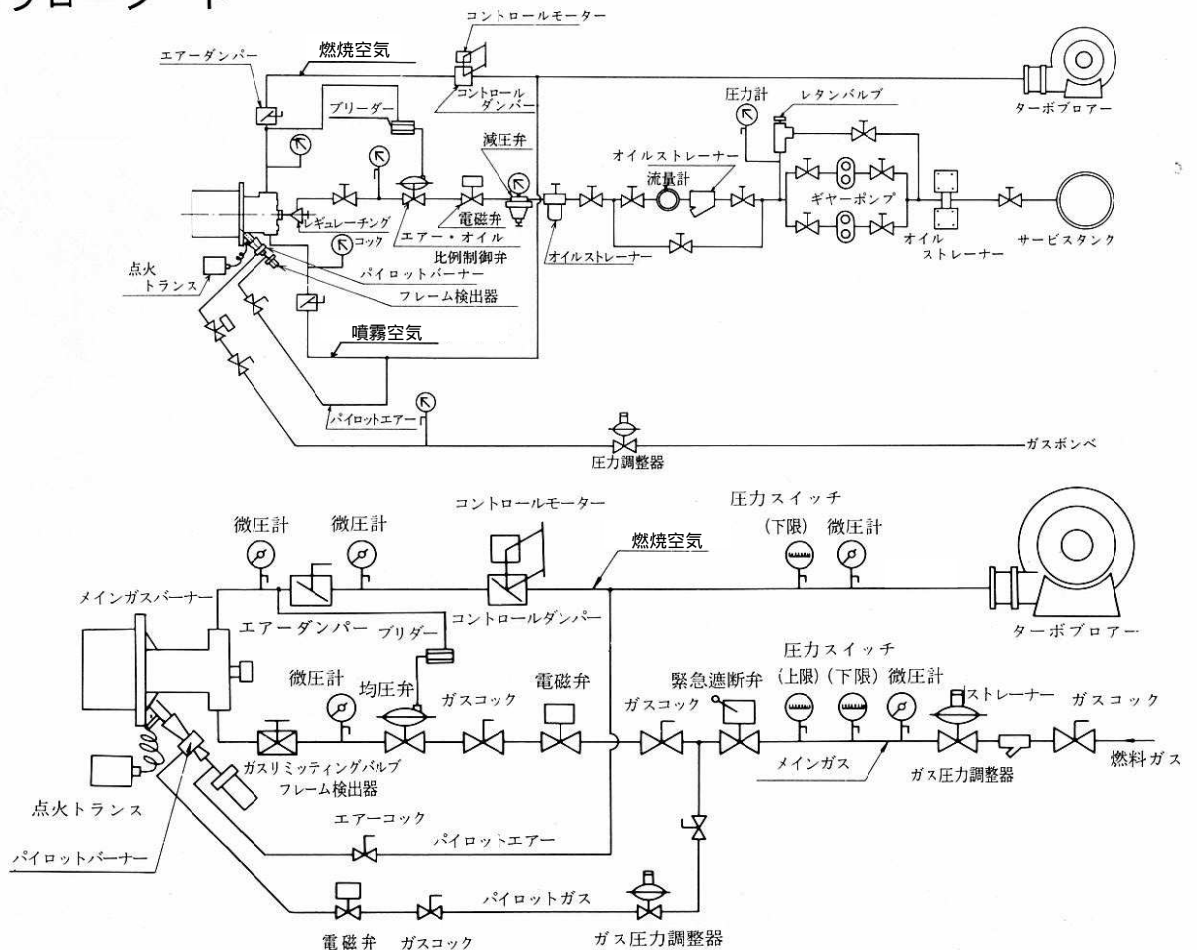 フローシート
コントロールモーター
エアーダンパー
燃焼空気
ブリーダー
コントロール
ダンパー
圧力計
レタンバルブ
ターボブロアー
減圧弁
オイルストレーナー
流量計
ギヤーポンプ
レギュレーチング
コック
電磁弁
エアー・オイル
比例制御弁
オイルストレーナー
オイル
ストレーナー
サービスタンク
点火
トランス
パイロットバーナー
フレーム検出器
噴霧空気
パイロットエアー
圧力調整器
ガスボンベ
コントロールモーター
圧力スイッチ
微圧計
微圧計
(下限)
微圧計
燃焼空気
メインガスバーナー
エアーダンパー
ブリダー
コントロールダンパー
ターボブロアー
圧力スイッチ
微圧計
均圧弁
ガスコック
電磁弁
ガスコック
緊急遮断弁
(上限)
(下限)
微圧計
ストレーナー
ガスコック
ガスリミッティングバルブ
フレーム検出器
メインガス
ガス圧力調整器
燃料ガス
点火トランス
エアーコック
パイロットエアー
パイロットバーナー
パイロットガス
電磁弁
ガスコック
ガス圧力調整器